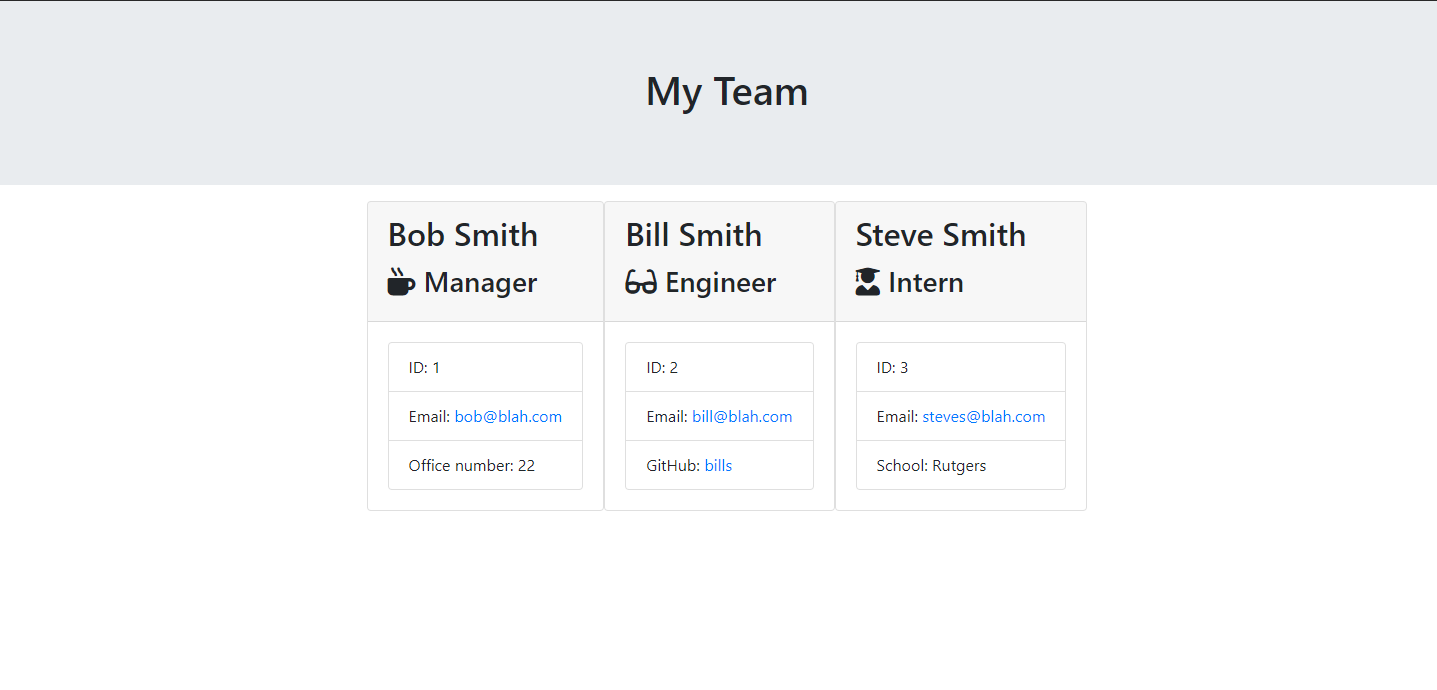 My Team
Bob Smith
Manager
ID: 1
Email: bob@blah.com
Office number: 22
Bill Smith
Engineer
ID: 2
Email: bill@blah.com
GitHub: bills
Steve Smith
Intern
ID: 3
Email: steves@blah.com
School: Rutgers